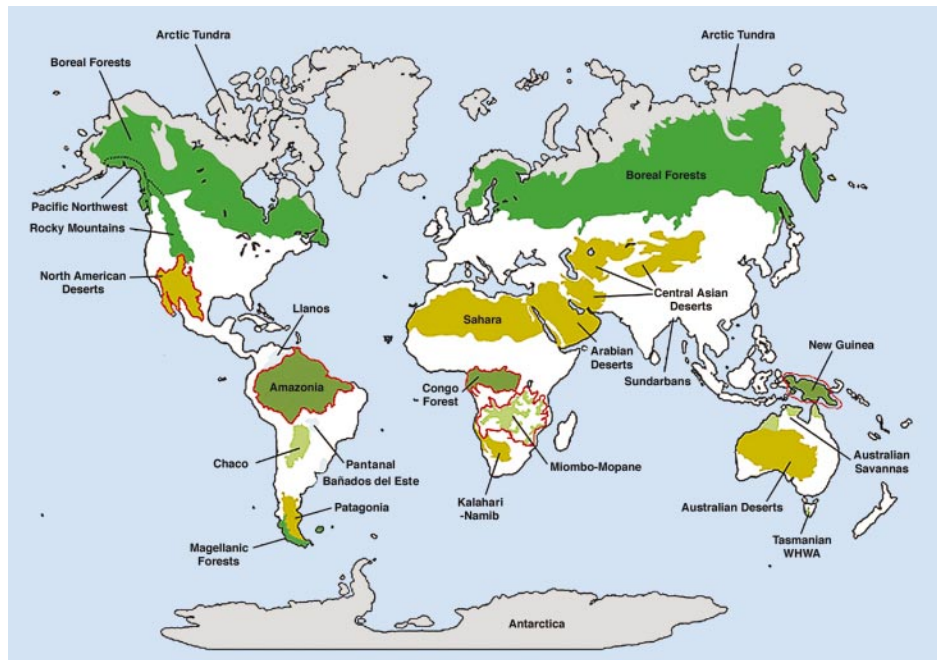 Arctic Tundra
Arctic Tundra
Boreal Forests
Boreal Forests
Pacific Northwest
Rocky Mountains
North American
Deserts
Llanos
Sahara
Central Asian
Deserts
Arabian
Deserts
Sundarbans
New Guinea
Amazonia
Congo
Forest
Chaco
Pantanal
Bañados del Este
Miombo-Mopane
Australian
Savannas
Kalahari
-Namib
Patagonia
Australian Deserts
Magellanic
Forests
Tasmanian
WHWA
Antarctica